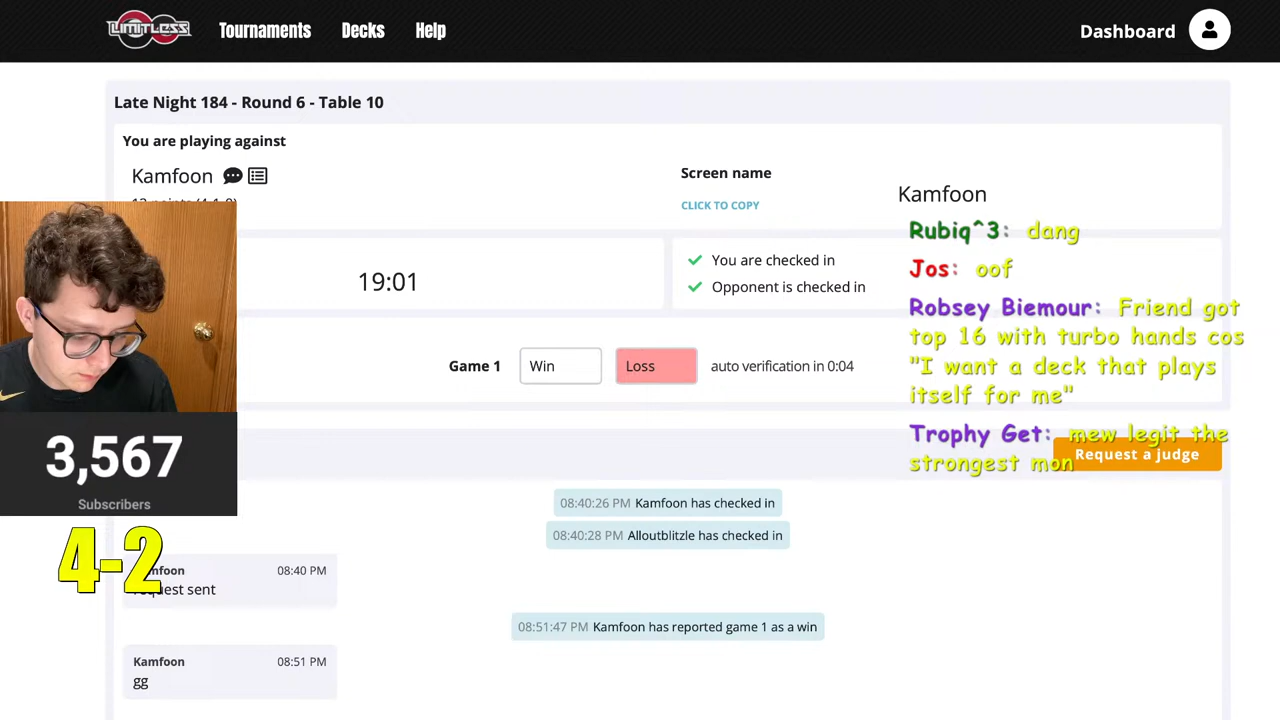 LIMITLESS
Tournaments
Decks
Help
Dashboard
Late Night 184 - Round 6 - Table 10
You are playing against
Kamfoon
Screen name
CLICK TO COPY
Kamfoon
Rubiq^3: dang
Jos: oof
Robsey Biemour: Friend got
top 16 with turbo hands cos
"I want a deck that plays
itself for me"
Trophy Get: mew legit the
strongest mon
19:01
You are checked in
Opponent is checked in
Game 1
Win
Loss
auto verification in 0:04
Request a judge
3,567
Subscribers
4-2
08:40:26 PM Kamfoon has checked in
08:40:28 PM Alloutblitzle has checked in
08:40 PM
sent
08:51:47 PM Kamfoon has reported game 1 as a win
Kamfoon
08:51 PM
gg